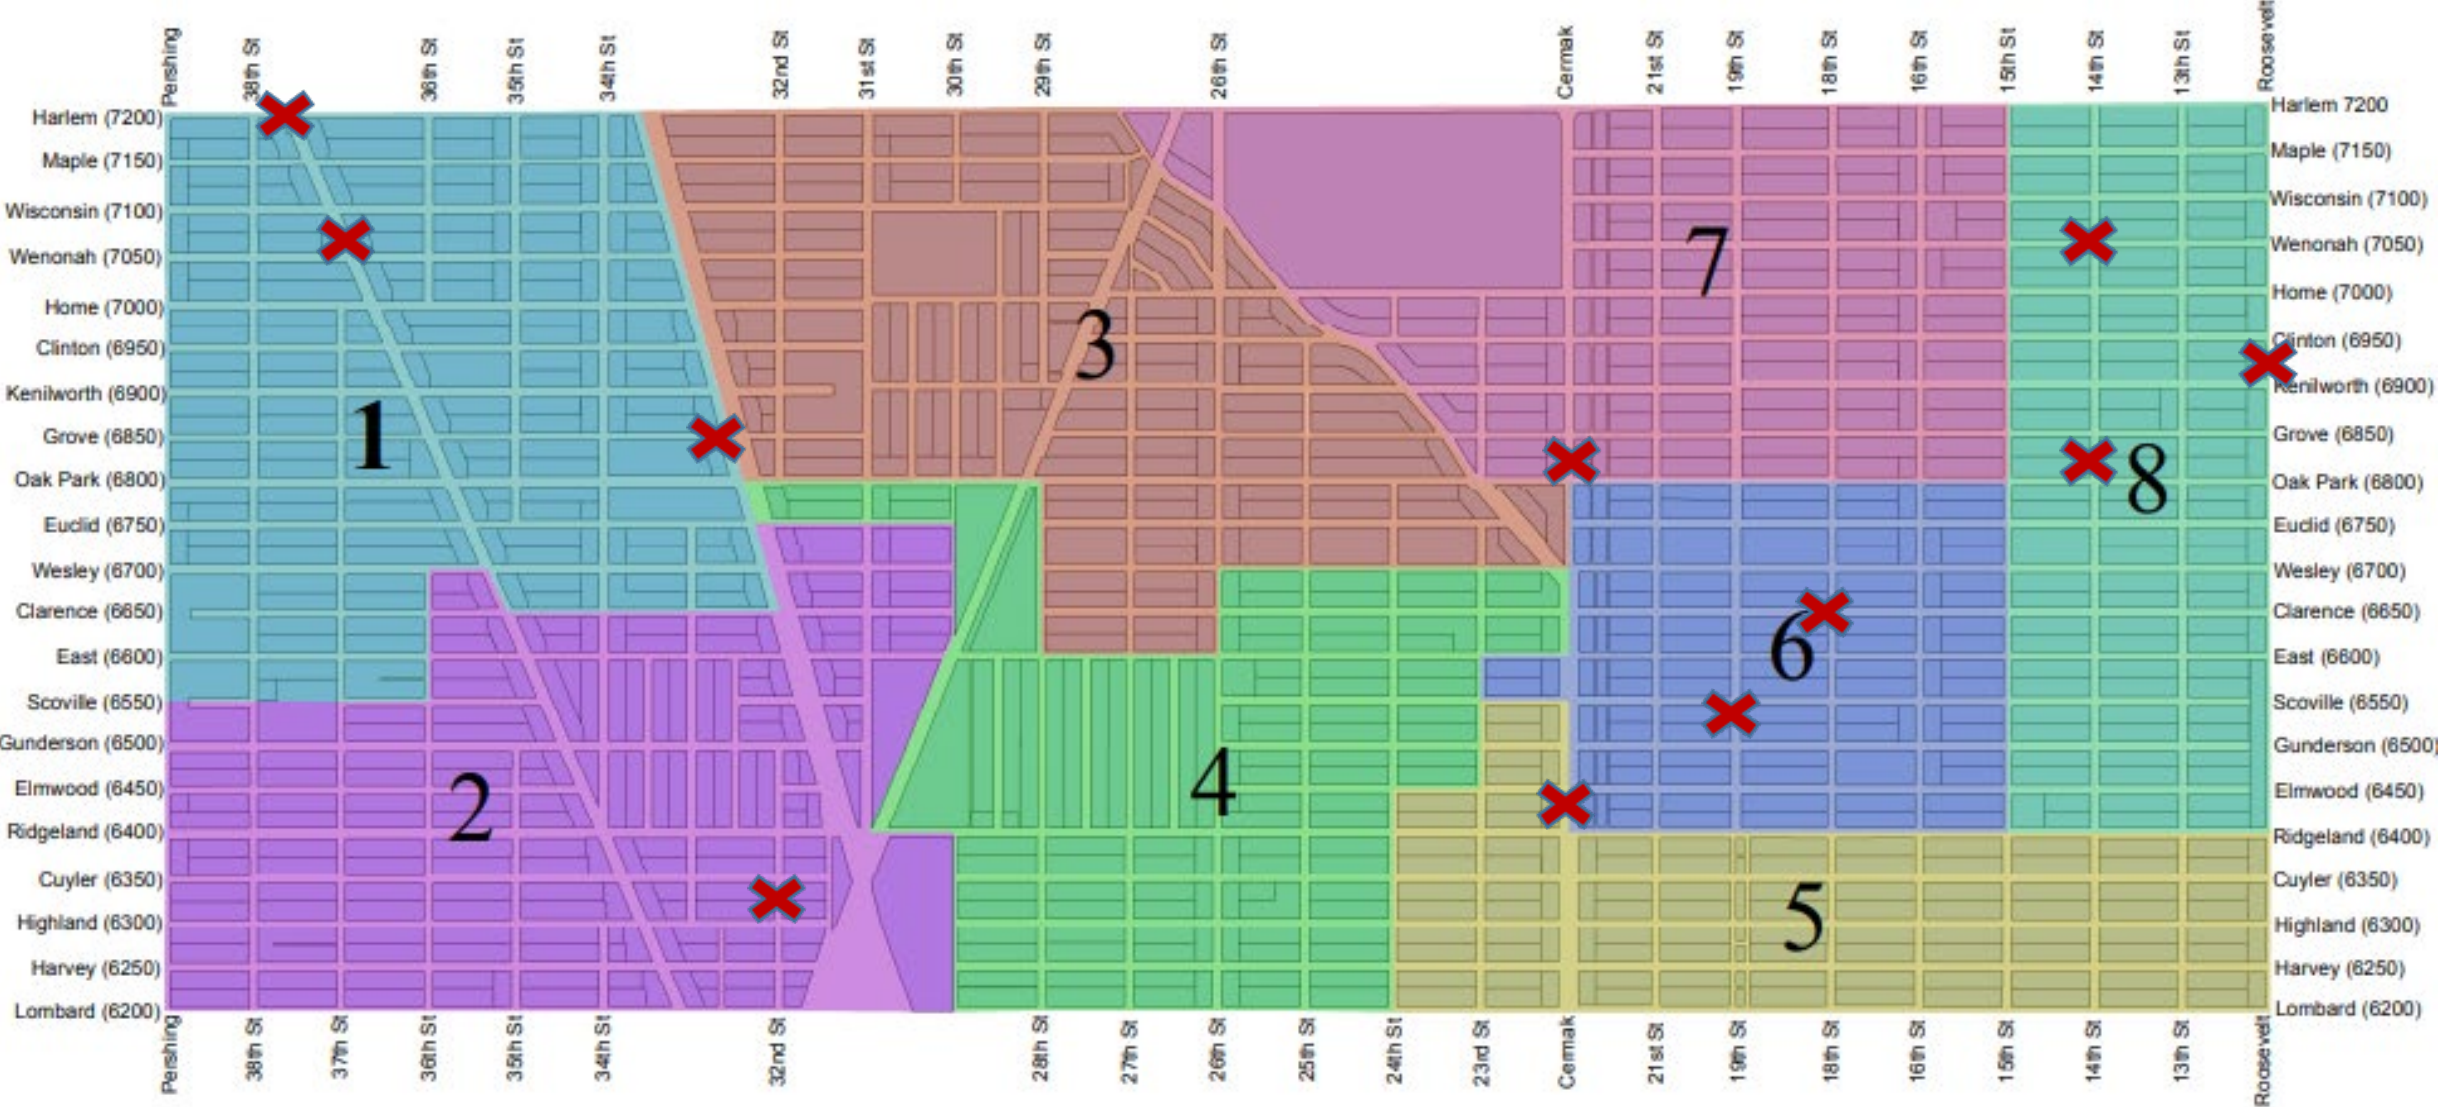 Pershing
38th St
36th St
35th St
34th St
32nd St
31st St
30th St
29th St
26th St
Cermak
21st St
19th St
18th St
16th St
15th St
14th St
13th St
Roosevelt
Harlem (7200)
Maple (7150)
Wisconsin (7100)
Wenonah (7050)
Home (7000)
Clinton (6950)
Kenilworth (6900)
Grove (6850)
Oak Park (6800)
Euclid (6750)
Wesley (6700)
Clarence (6650)
East (6600)
Scoville (6550)
Gunderson (6500)
Elmwood (6450)
Ridgeland (6400)
Cuyler (6350)
Highland (6300)
Harvey (6250)
Lombard (6200)
1
2
3
4
5
6
7
8
Harlem 7200
Maple (7150)
Wisconsin (7100)
Wenonah (7050)
Home (7000)
Clinton (6950)
Kenilworth (6900)
Grove (6850)
Oak Park (6800)
Euclid (6750)
Wesley (6700)
Clarence (6650)
East (6600)
Scoville (6550)
Gunderson (6500)
Elmwood (6450)
Ridgeland (6400)
Cuyler (6350)
Highland (6300)
Harvey (6250)
Lombard (6200)
Pershing
38th St
37th St
36th St
35th St
34th St
32nd St
28th St
27th St
26th St
25th St
24th St
23rd St
Cermak
21st St
19th St
18th St
16th St
15th St
14th St
13th St
Roosevelt